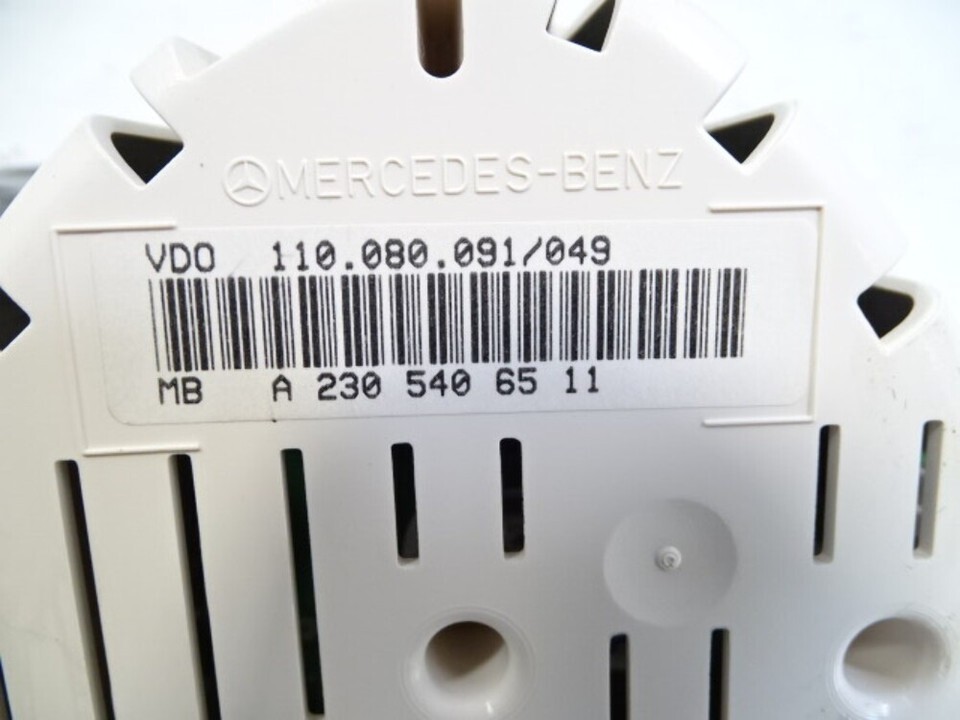 MERCEDES-BENZ
VDO 110.080.091/049
MB A 230 540 65 11